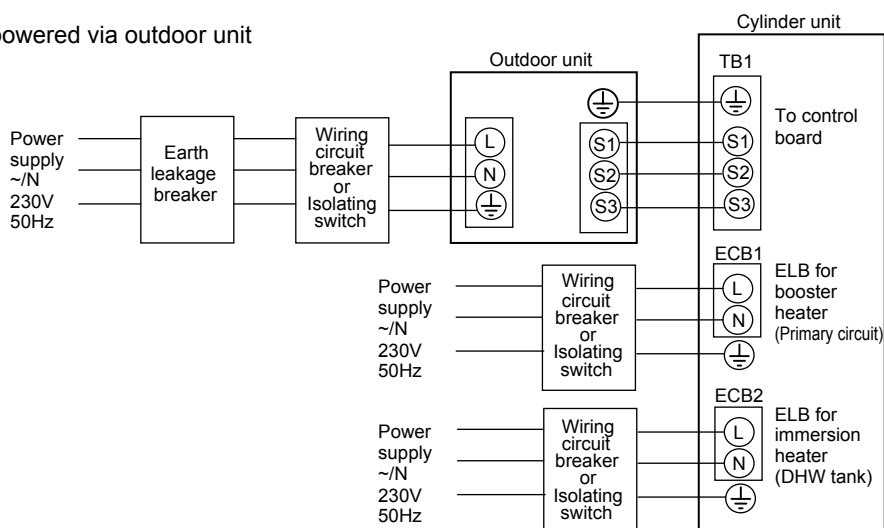 powered via outdoor unit
Cylinder unit
Outdoor unit
TB1
Power
supply
~/N
230V
50Hz
Earth
leakage
breaker
Wiring
circuit
breaker
or
Isolating
switch
L
N
S1
S2
S3
S1
S2
S3
To control
board
Power
supply
~/N
230V
50Hz
Wiring
circuit
breaker
or
Isolating
switch
ECB1
L
N
ELB for
booster
heater
(Primary circuit)
Power
supply
~/N
230V
50Hz
Wiring
circuit
breaker
or
Isolating
switch
ECB2
L
N
ELB for
immersion
heater
(DHW tank)